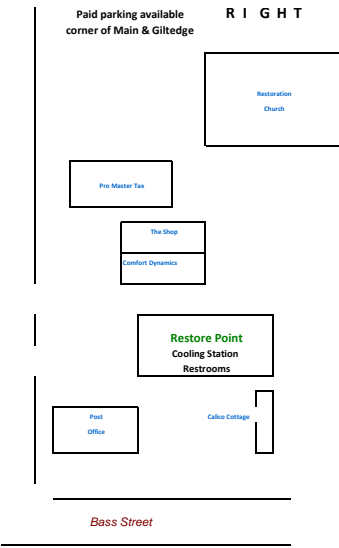 Paid parking available
corner of Main & Giltedge
R I G H T
Restoration
Church
Pro Master Tax
The Shop
Comfort Dynamics
Restore Point
Cooling Station
Restrooms
Post
Office
Calico Cottage
Bass Street